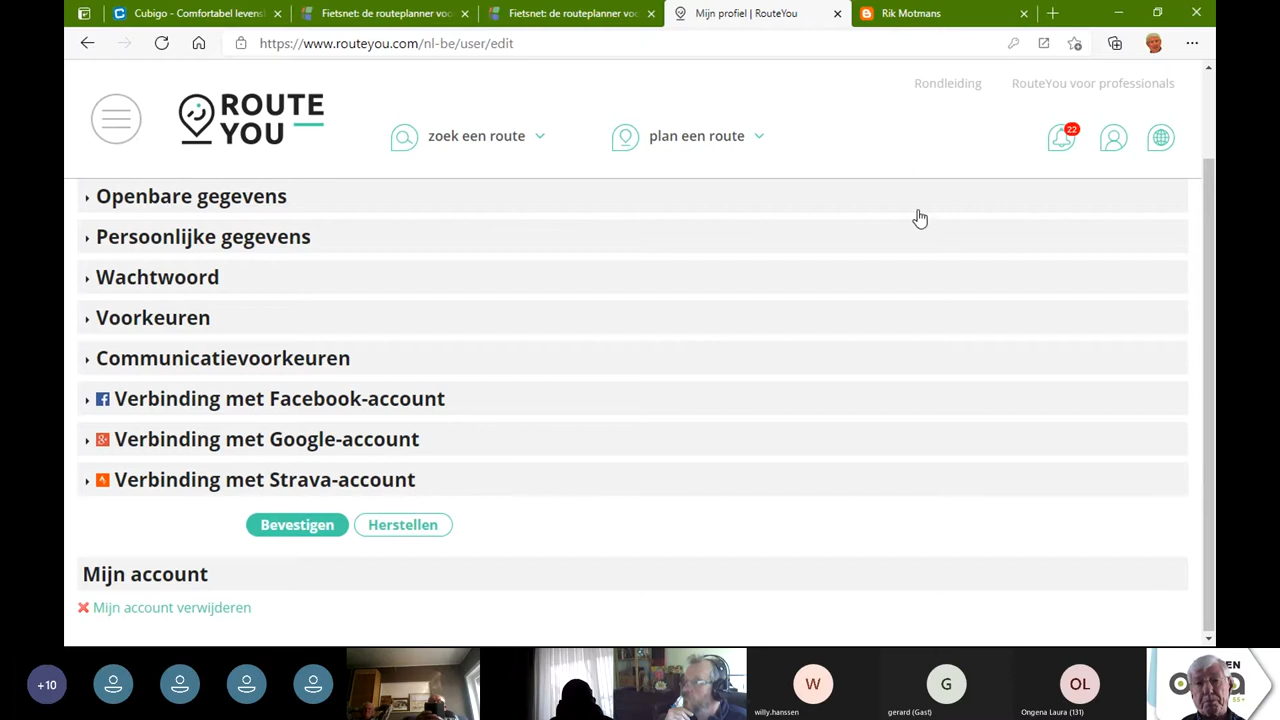 Cubigo - Comfortabel levens
Fietsnet: de routeplanner voo
Fietsnet: de routeplanner voo
Mijn profiel | RouteYou
Rik Motmans
https://www.routeyou.com/nl-be/user/edit
Rondleiding
RouteYou voor professionals
ROUTE
YOU
zoek een route
plan een route
22
Openbare gegevens
Persoonlijke gegevens
Wachtwoord
Voorkeuren
Communicatievoorkeuren
Verbinding met Facebook-account
Verbinding met Google-account
Verbinding met Strava-account
Bevestigen
Herstellen
Mijn account
Mijn account verwijderen
+10
W
willy.hanssen
G
gerard (Gast)
OL
Ongena Laura (131)
55+